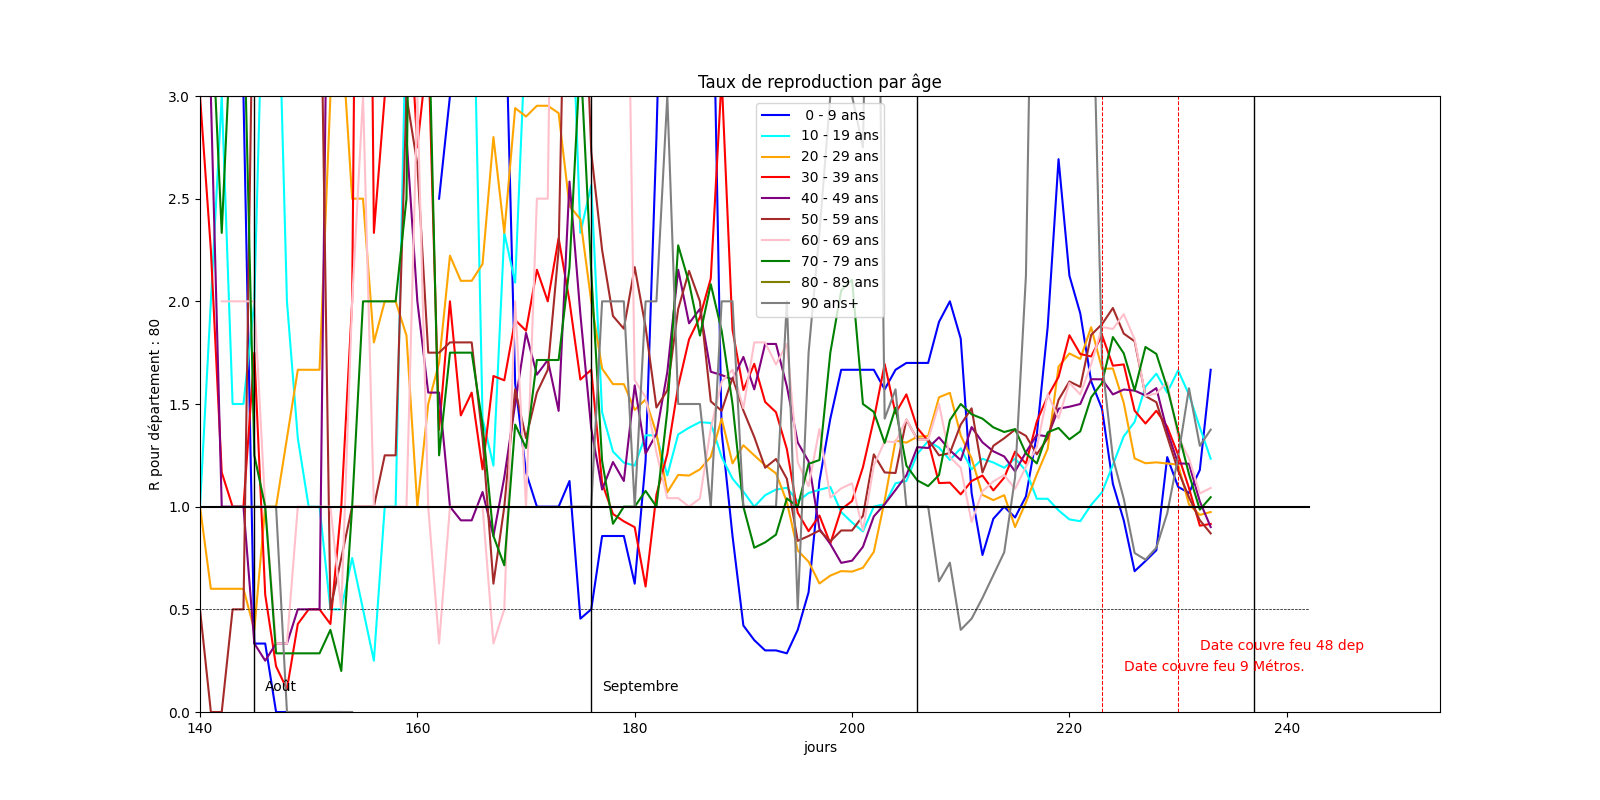 Taux de reproduction par âge
R pour département : 80
3.0
2.5
2.0
1.5
1.0
0.5
0.0
0 - 9 ans
10 - 19 ans
20 - 29 ans
30 - 39 ans
40 - 49 ans
50 - 59 ans
60 - 69 ans
70 - 79 ans
80 - 89 ans
90 ans+
Date couvre feu 48 dep
Date couvre feu 9 Métros.
Août
Septembre
140
160
180
200
220
240
jours